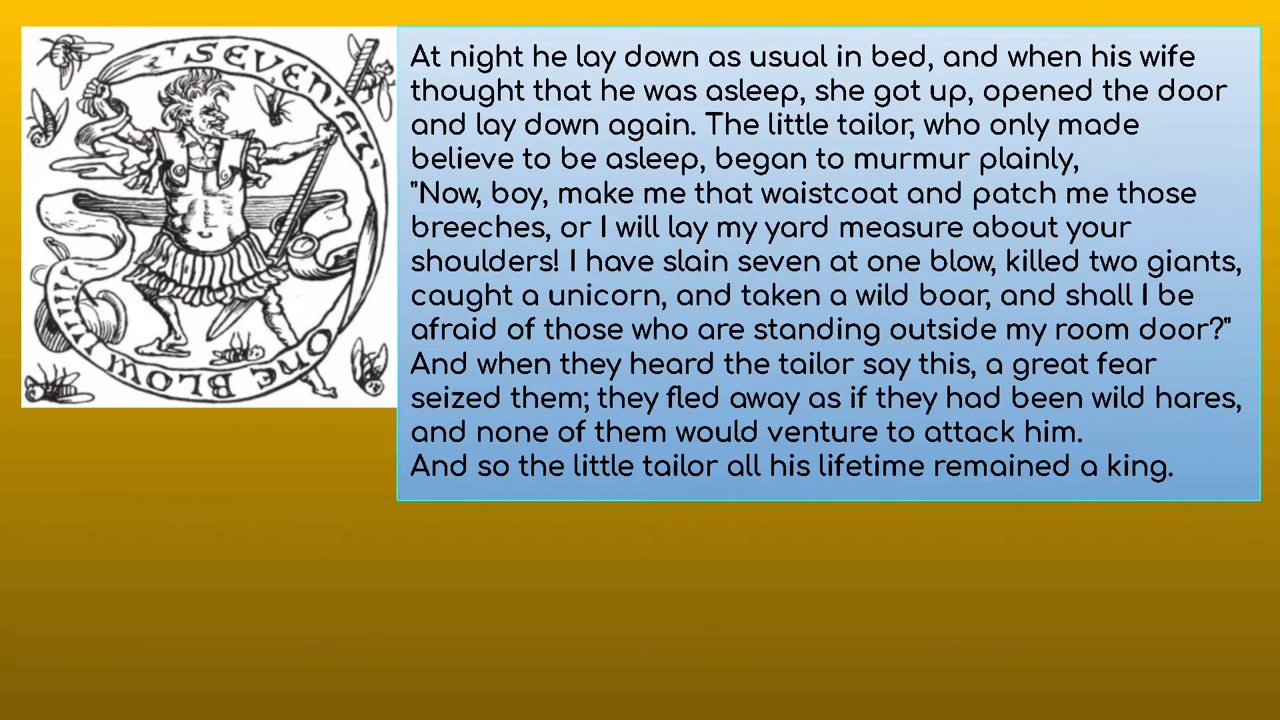 SEVEN AT
ONE BLOW
At night he lay down as usual in bed, and when his wife
thought that he was asleep, she got up, opened the door
and lay down again. The little tailor, who only made
believe to be asleep, began to murmur plainly,
"Now, boy, make me that waistcoat and patch me those
breeches, or I will lay my yard measure about your
shoulders! I have slain seven at one blow, killed two giants,
caught a unicorn, and taken a wild boar, and shall I be
afraid of those who are standing outside my room door?"
And when they heard the tailor say this, a great fear
seized them; they fled away as if they had been wild hares,
and none of them would venture to attack him.
And so the little tailor all his lifetime remained a king.